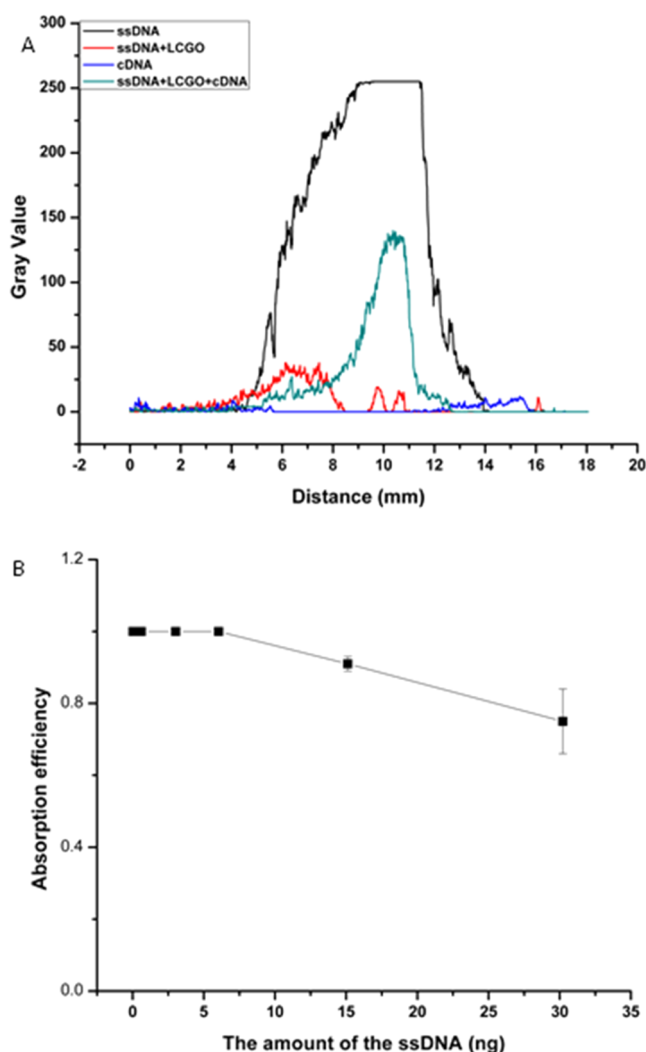 A
ssDNA
ssDNA+LCGO
cDNA
ssDNA+LCGO+cDNA
300
250
200
150
100
50
0
Gray Value
-2 0 2 4 6 8 10 12 14 16 18 20
Distance (mm)
B
1.2
0.8
0.4
0.0
Absorption efficiency
0 5 10 15 20 25 30 35
The amount of the ssDNA (ng)